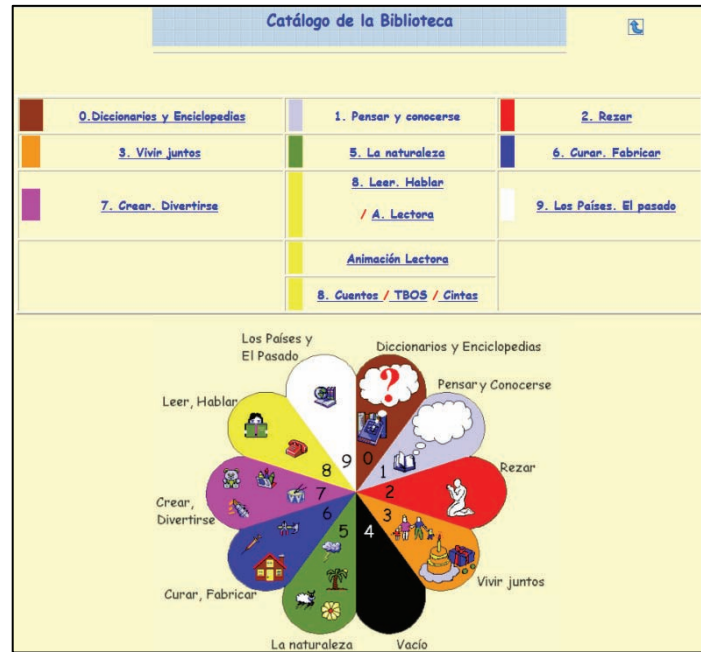 Catálogo de la Biblioteca
0.Diccionarios y Enciclopedias
1. Pensar y conocerse
2. Rezar
3. Vivir juntos
5. La naturaleza
6. Curar. Fabricar
7. Crear. Divertirse
8. Leer. Hablar
/ A. Lectora
9. Los Países. El pasado
Animación Lectora
8. Cuentos / TBOS / Cintas
Los Países y
El Pasado
Diccionarios y Enciclopedias
Pensar y Conocerse
Leer, Hablar
Rezar
Crear,
Divertirse
Vivir juntos
Curar, Fabricar
La naturaleza
Vacío
?
0
1
2
3
4
5
6
7
8
9